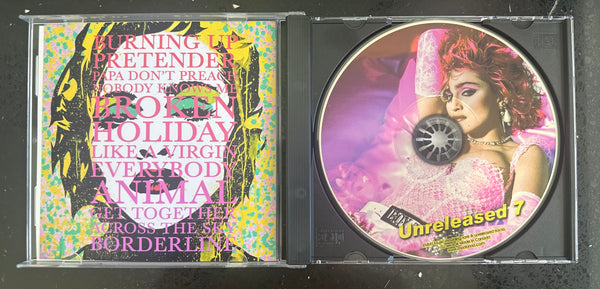 BURNING UP
PRETENDER
PAPA DON'T PREACH
NOBODY KNOWS ME
BROKEN
HOLIDAY
LIKE A VIRGIN
EVERYBODY
ANIMAL
GET TOGETHER
ACROSS THE SKY
BORDERLINE
Unreleased 7